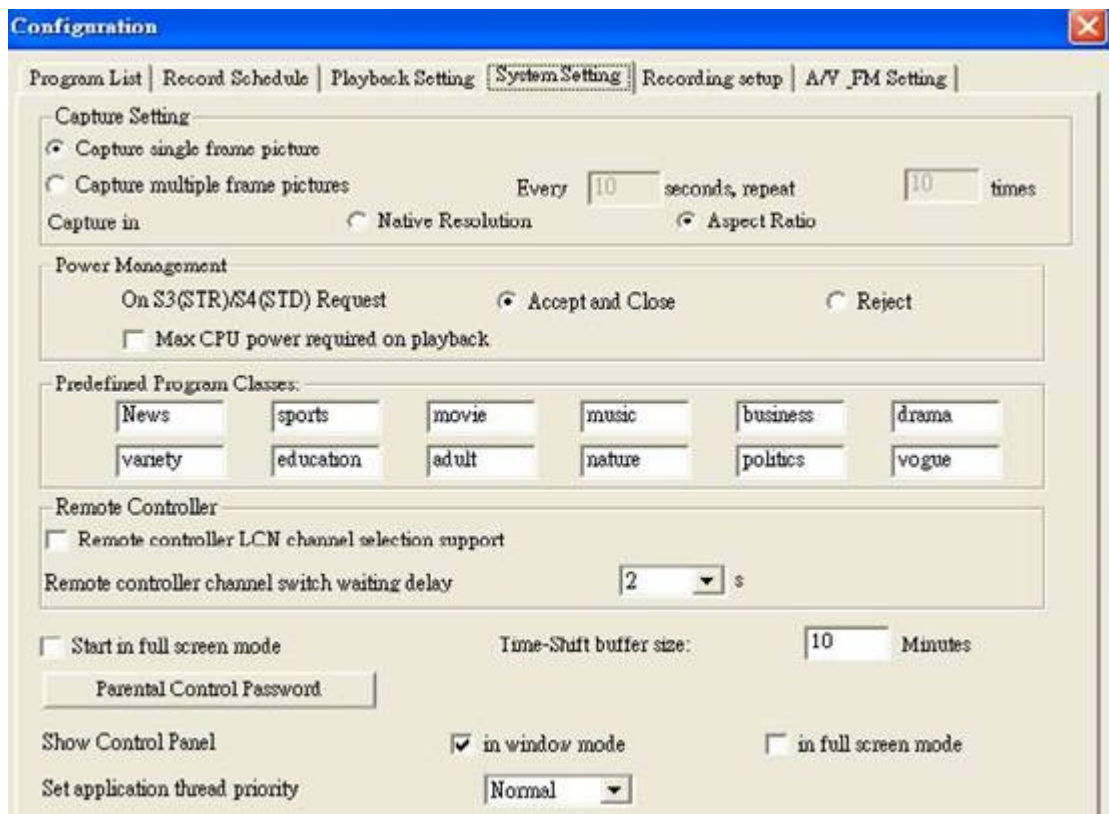 Configuration
Program List Record Schedule Playback Setting System Setting Recording setup A/V_FM Setting
Capture Setting
Capture single frame picture
Capture multiple frame pictures Every 10 seconds, repeat 10 times
Capture in Native Resolution Aspect Ratio
Power Management
On S3(STR)/S4(STD) Request Accept and Close Reject
Max CPU power required on playback
Predefined Program Classes:
News sports movie music business drama
variety education adult nature politics vogue
Remote Controller
Remote controller LCN channel selection support
Remote controller channel switch waiting delay 2 s
Start in full screen mode Time-Shift buffer size: 10 Minutes
Parental Control Password
Show Control Panel in window mode in full screen mode
Set application thread priority Normal